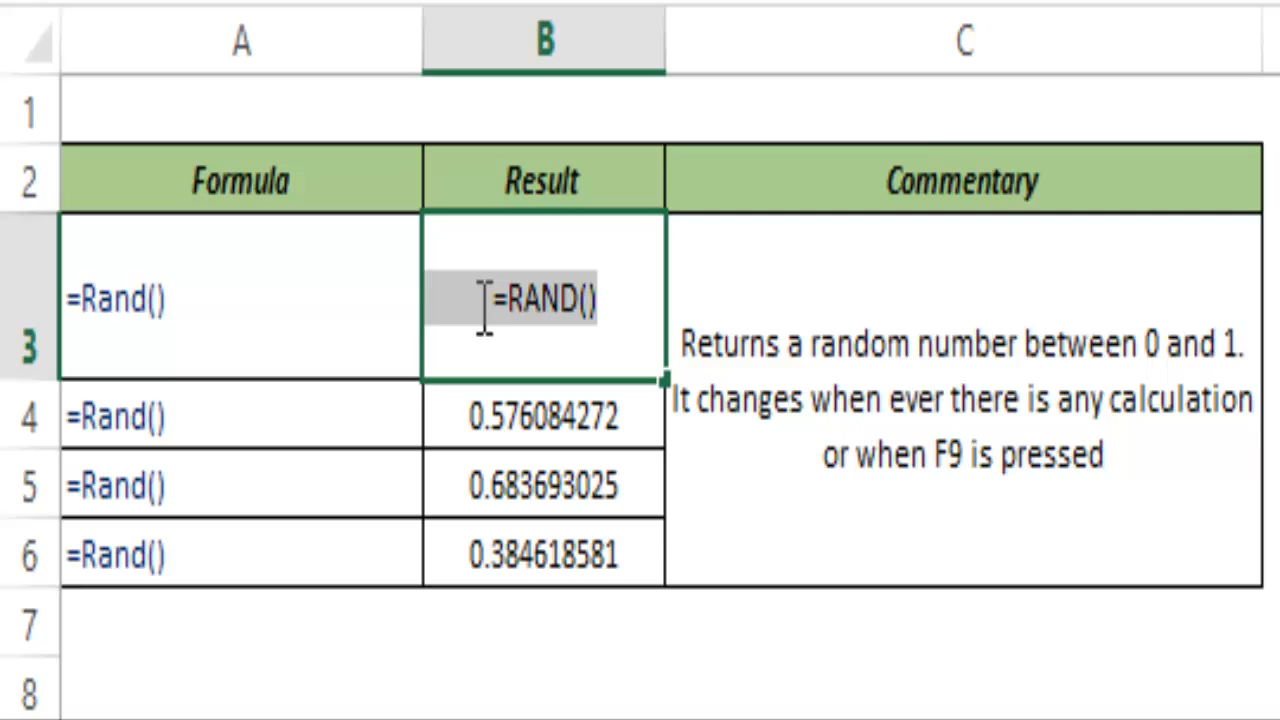 A B C
1
2 Formula Result Commentary
3 =Rand() =RAND()
Returns a random number between 0 and 1.
It changes when ever there is any calculation
or when F9 is pressed
4 =Rand() 0.576084272
5 =Rand() 0.683693025
6 =Rand() 0.384618581
7
8